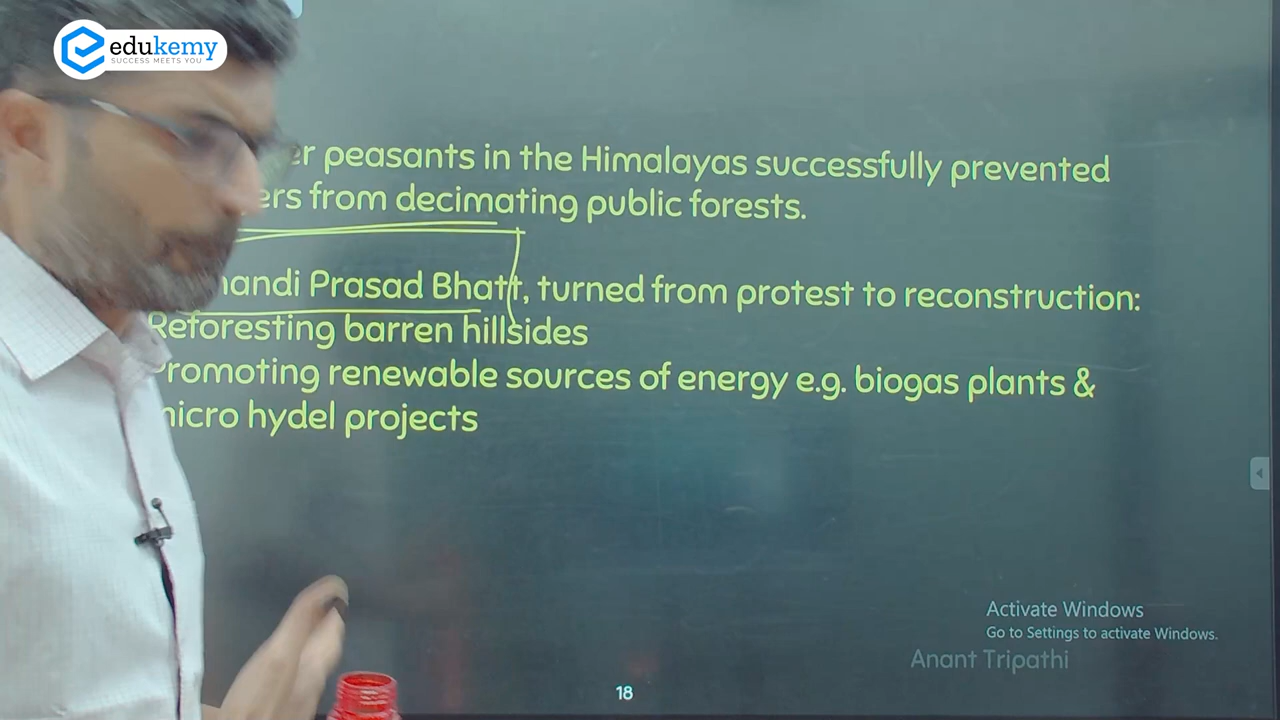 edukemy
SUCCESS MEETS YOU
peasants in the Himalayas successfully prevented
from decimating public forests.
Prasad Bhatt, turned from protest to reconstruction:
Reforesting barren hillsides
Promoting renewable sources of energy e.g. biogas plants &
hydel projects
Activate Windows
Go to Settings to activate Windows.
Anant Tripathi
18